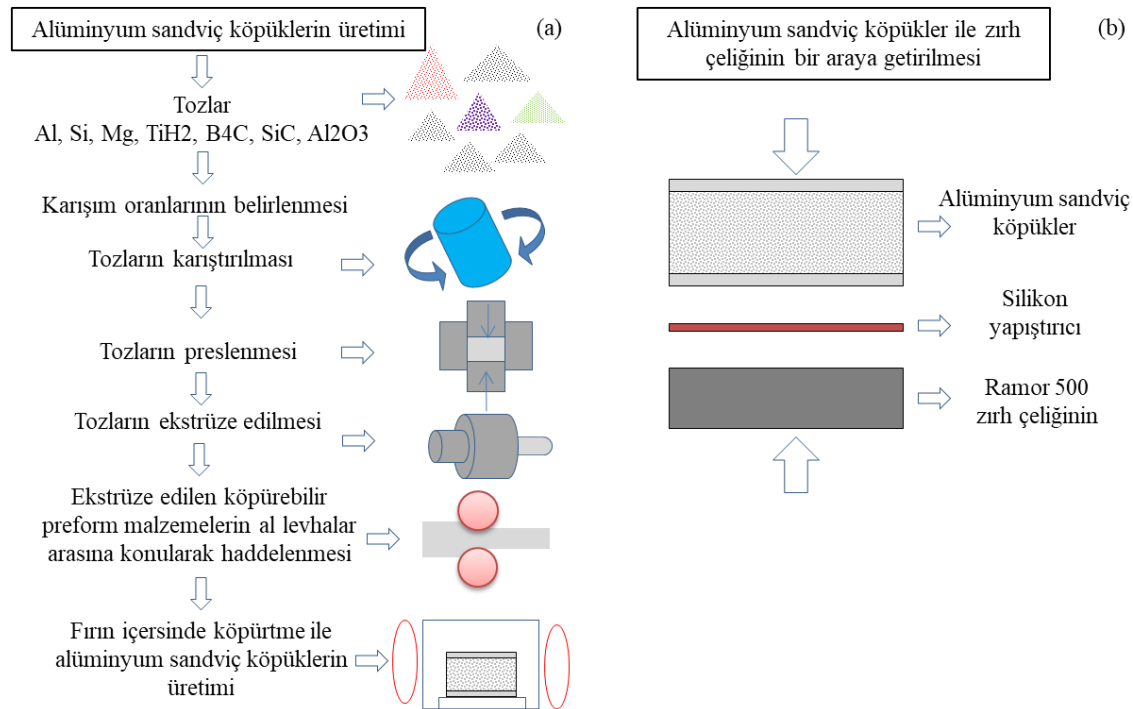 Alüminyum sandviç köpüklerin üretimi
(a)
Tozlar
Al, Si, Mg, TiH2, B4C, SiC, Al2O3
Karışım oranlarının belirlenmesi
Tozların karıştırılması
Tozların preslenmesi
Tozların ekstrüze edilmesi
Ekstrüze edilen köpürebilir
preform malzemelerin al levhalar
arasına konularak haddelenmesi
Fırın içersinde köpürtme ile
alüminyum sandviç köpüklerin
üretimi
Alüminyum sandviç köpükler ile zırh
çeliğinin bir araya getirilmesi
(b)
Alüminyum sandviç
köpükler
Silikon
yapıştırıcı
Ramor 500
zırh çeliğinin